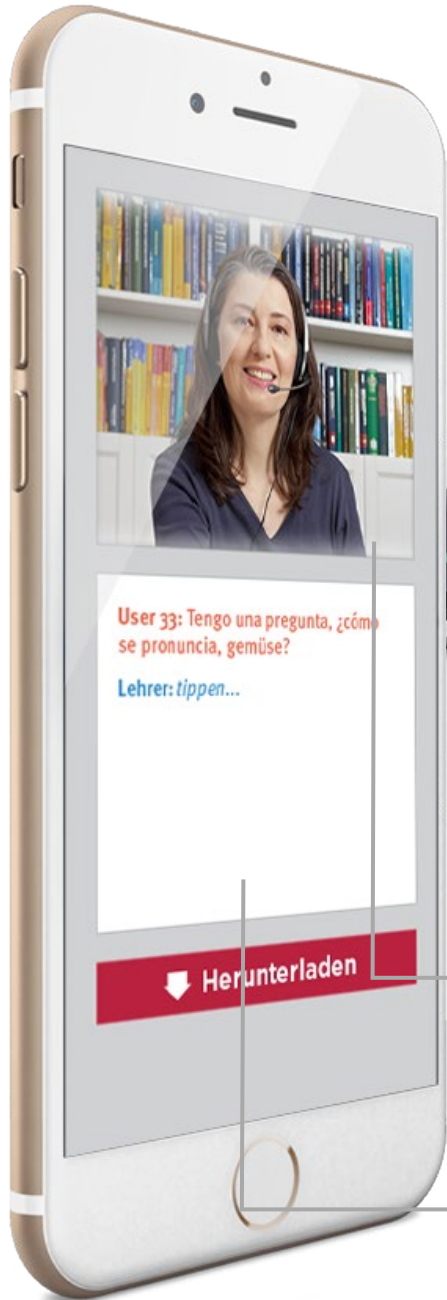 User 33: Tengo una pregunta, ¿cómo
se pronuncia, gemüse?
Lehrer: tippen...
Herunterladen